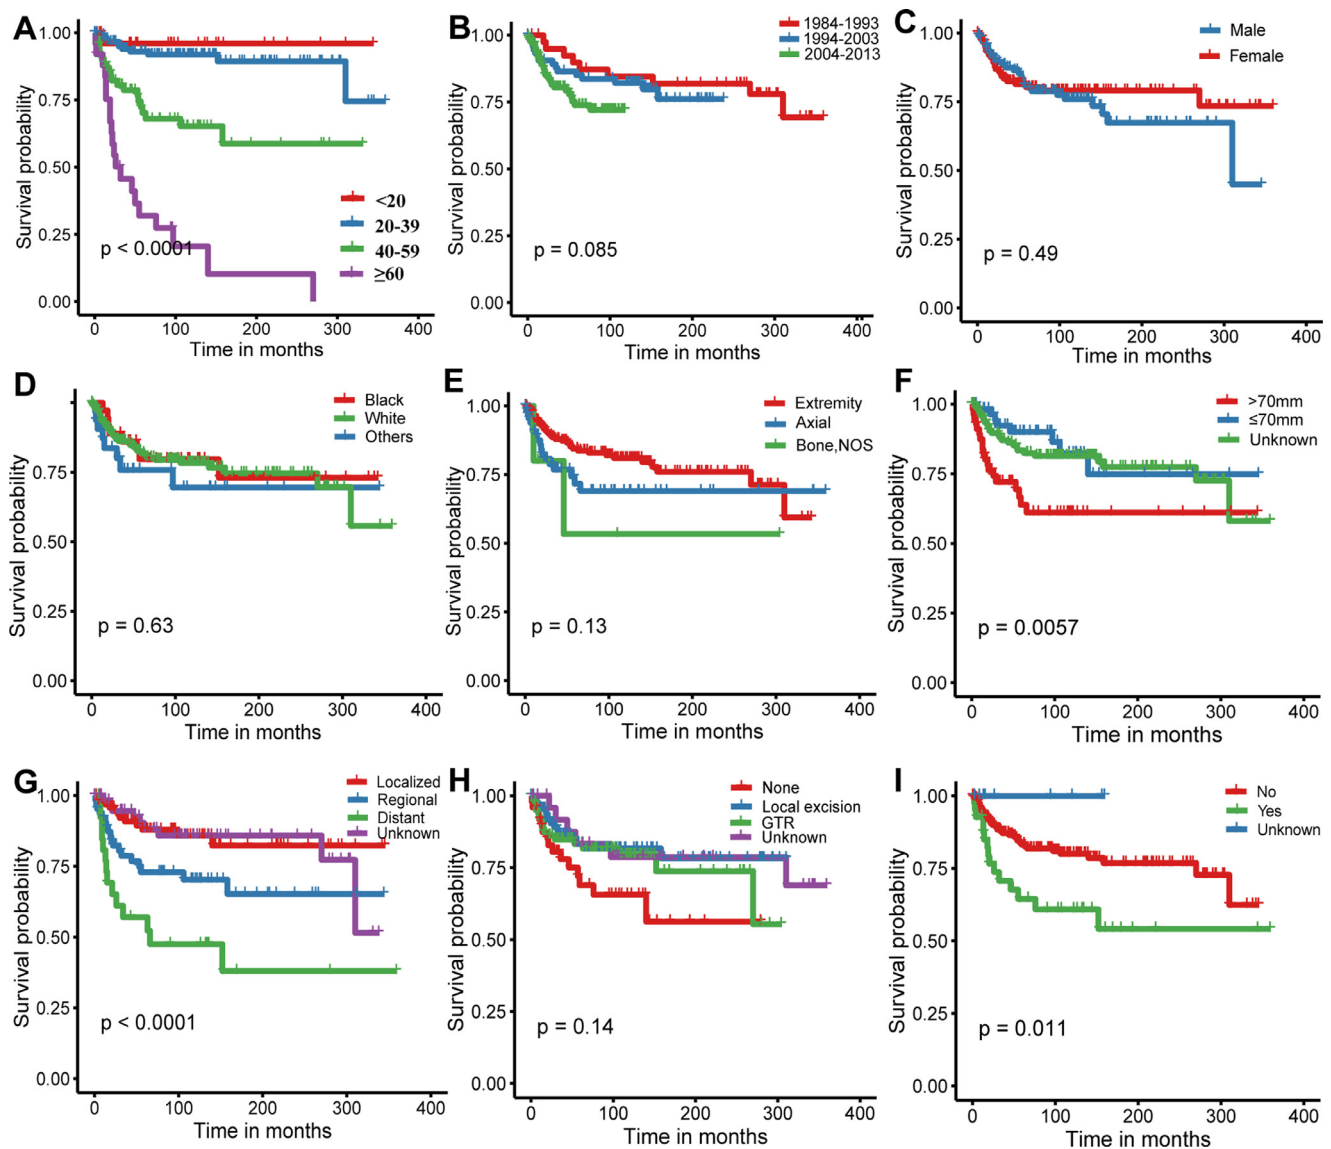 A
Survival probability
1.00
0.75
0.50
0.25
0.00
<20
20-39
40-59
≥60
p < 0.0001
0 100 200 300 400
Time in months
B
Survival probability
1.00
0.75
0.50
0.25
0.00
1984-1993
1994-2003
2004-2013
p = 0.085
0 100 200 300 400
Time in months
C
Survival probability
1.00
0.75
0.50
0.25
0.00
Male
Female
p = 0.49
0 100 200 300 400
Time in months
D
Survival probability
0.75
0.50
0.25
0.00
Black
White
Others
p = 0.63
0 100 200 300 400
Time in months
E
Survival probability
1.00
0.75
0.50
0.25
0.00
Extremity
Axial
Bone,NOS
p = 0.13
0 100 200 300 400
Time in months
F
Survival probability
1.00
0.75
0.50
0.25
0.00
>70mm
≤70mm
Unknown
p = 0.0057
0 100 200 300 400
Time in months
G
Survival probability
1.00
0.75
0.50
0.25
0.00
Localized
Regional
Distant
Unknown
p < 0.0001
0 100 200 300 400
Time in months
H
Survival probability
1.00
0.75
0.50
0.25
0.00
None
Local excision
GTR
Unknown
p = 0.14
0 100 200 300 400
Time in months
I
Survival probability
1.00
0.75
0.50
0.25
0.00
No
Yes
Unknown
p = 0.011
0 100 200 300 400
Time in months